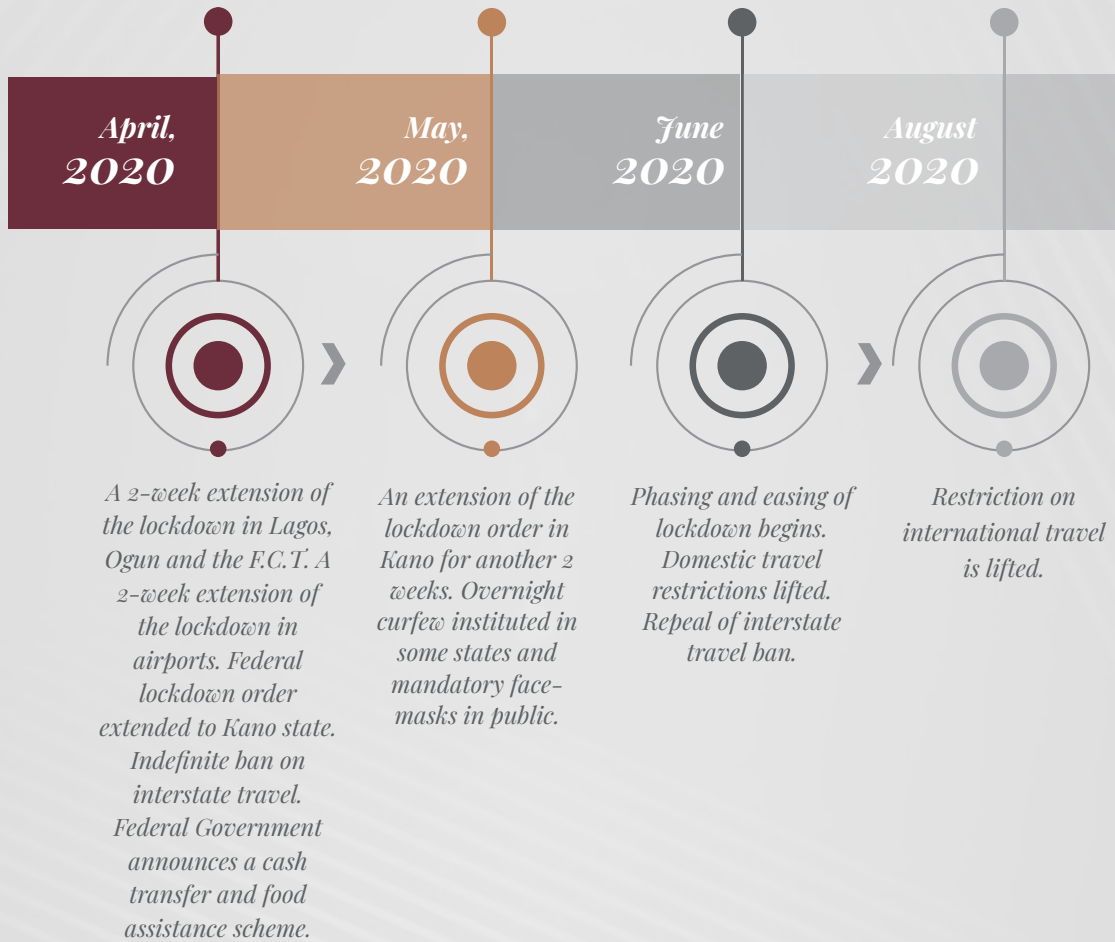 April,
2020
May,
2020
June
2020
August
2020
A 2-week extension of
the lockdown in Lagos,
Ogun and the F.C.T. A
2-week extension of
the lockdown in
airports. Federal
lockdown order
extended to Kano state.
Indefinite ban on
interstate travel.
Federal Government
announces a cash
transfer and food
assistance scheme.
An extension of the
lockdown order in
Kano for another 2
weeks. Overnight
curfew instituted in
some states and
mandatory face-
masks in public.
Phasing and easing of
lockdown begins.
Domestic travel
restrictions lifted.
Repeal of interstate
travel ban.
Restriction on
international travel
is lifted.